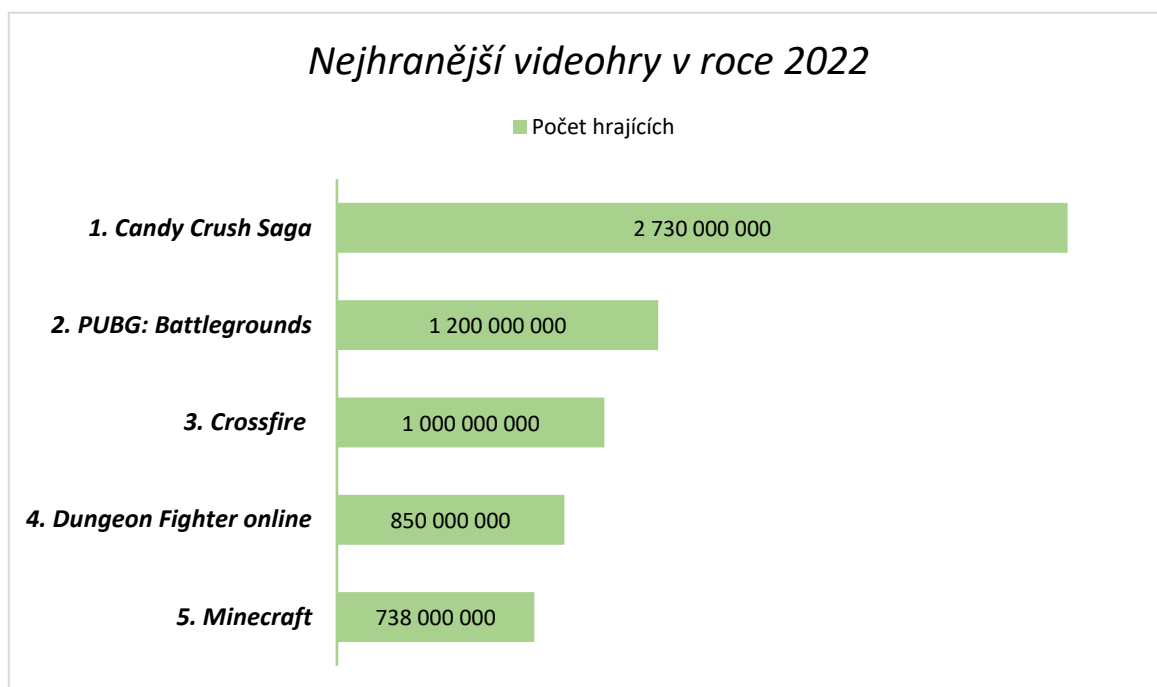 Nejhranější videohry v roce 2022
Počet hrajících
1. Candy Crush Saga
2 730 000 000
2. PUBG: Battlegrounds
1 200 000 000
3. Crossfire
1 000 000 000
4. Dungeon Fighter online
850 000 000
5. Minecraft
738 000 000